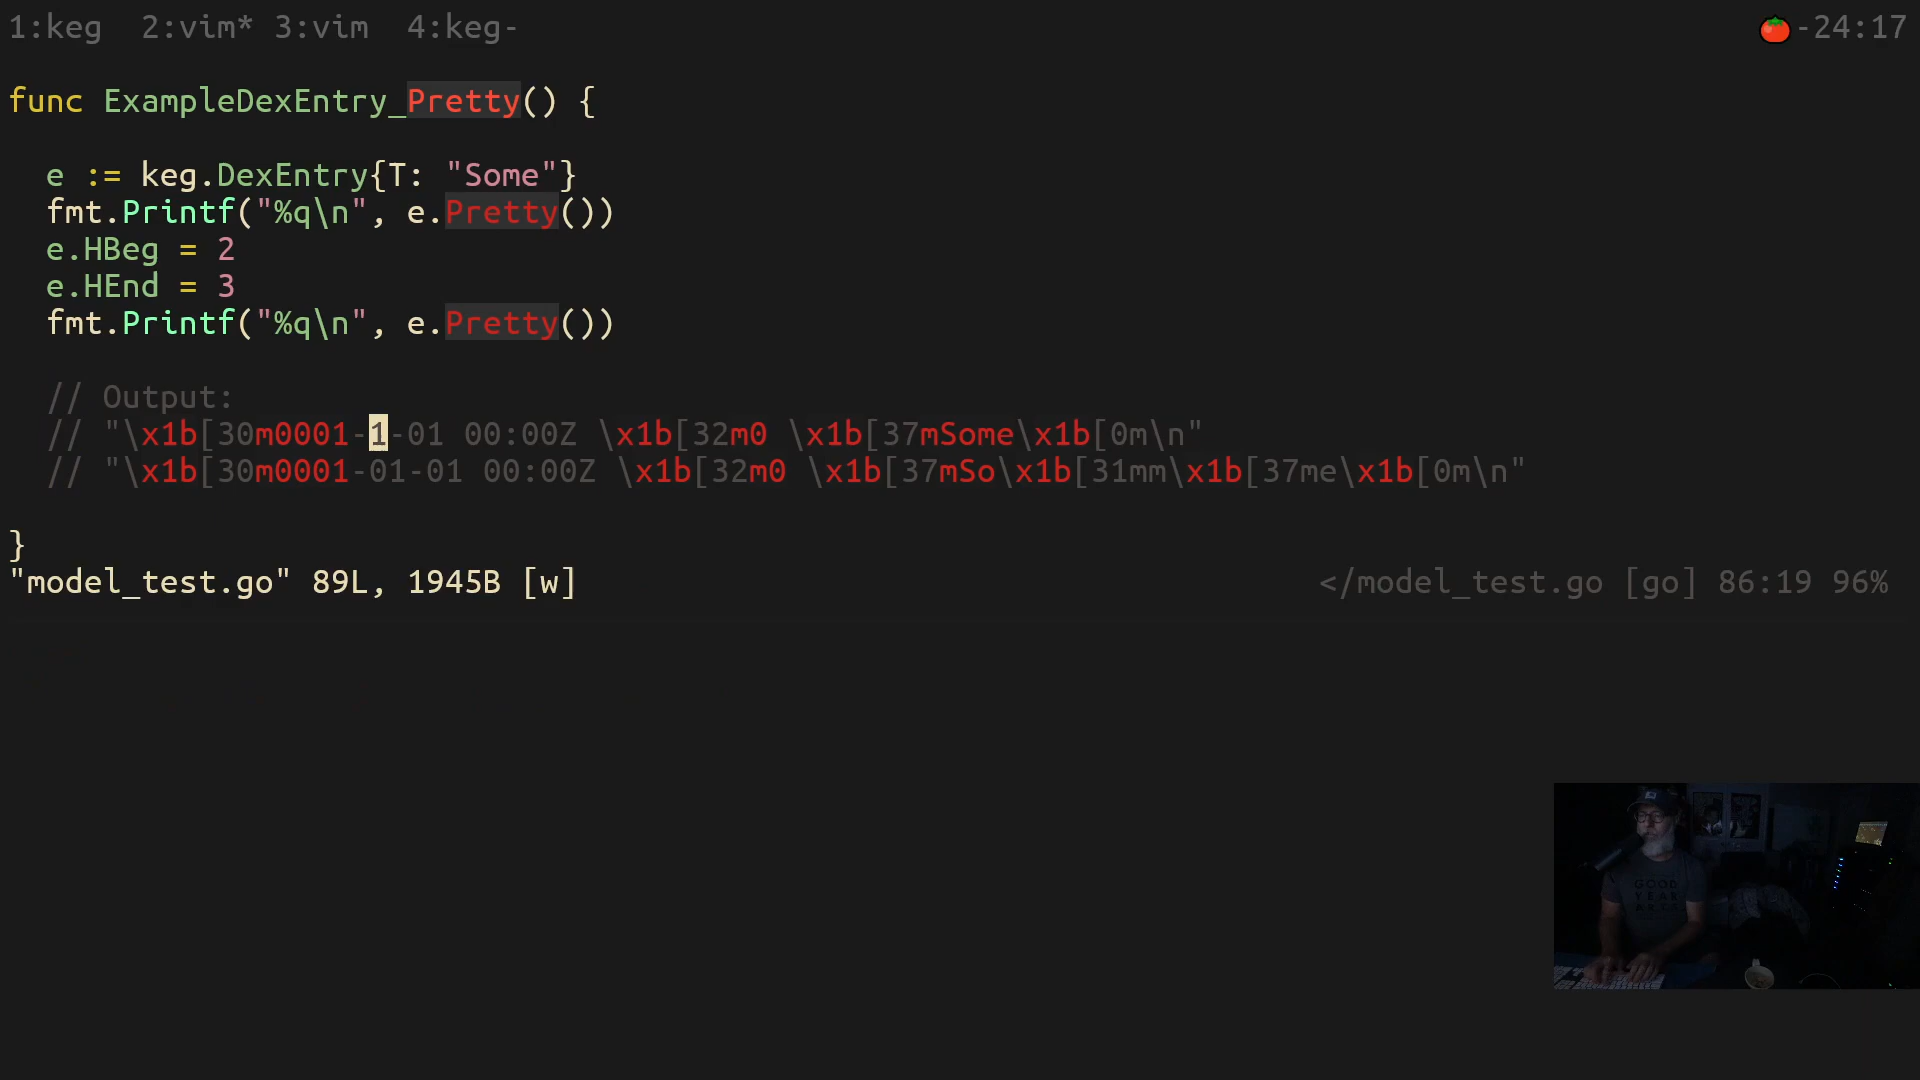 1:keg  2:vim* 3:vim  4:keg-
-24:17
func ExampleDexEntry_Pretty() {
e := keg.DexEntry{T: "Some"}
fmt.Printf("%q\n", e.Pretty())
e.HBeg = 2
e.HEnd = 3
fmt.Printf("%q\n", e.Pretty())
// Output:
// "\x1b[30m0001-1-01 00:00Z \x1b[32m0 \x1b[37mSome\x1b[0m\n"
// "\x1b[30m0001-01-01 00:00Z \x1b[32m0 \x1b[37mSo\x1b[31mm\x1b[37me\x1b[0m\n"
}
"model_test.go" 89L, 1945B [w]
</model_test.go [go] 86:19 96%
GOOD
YEAR